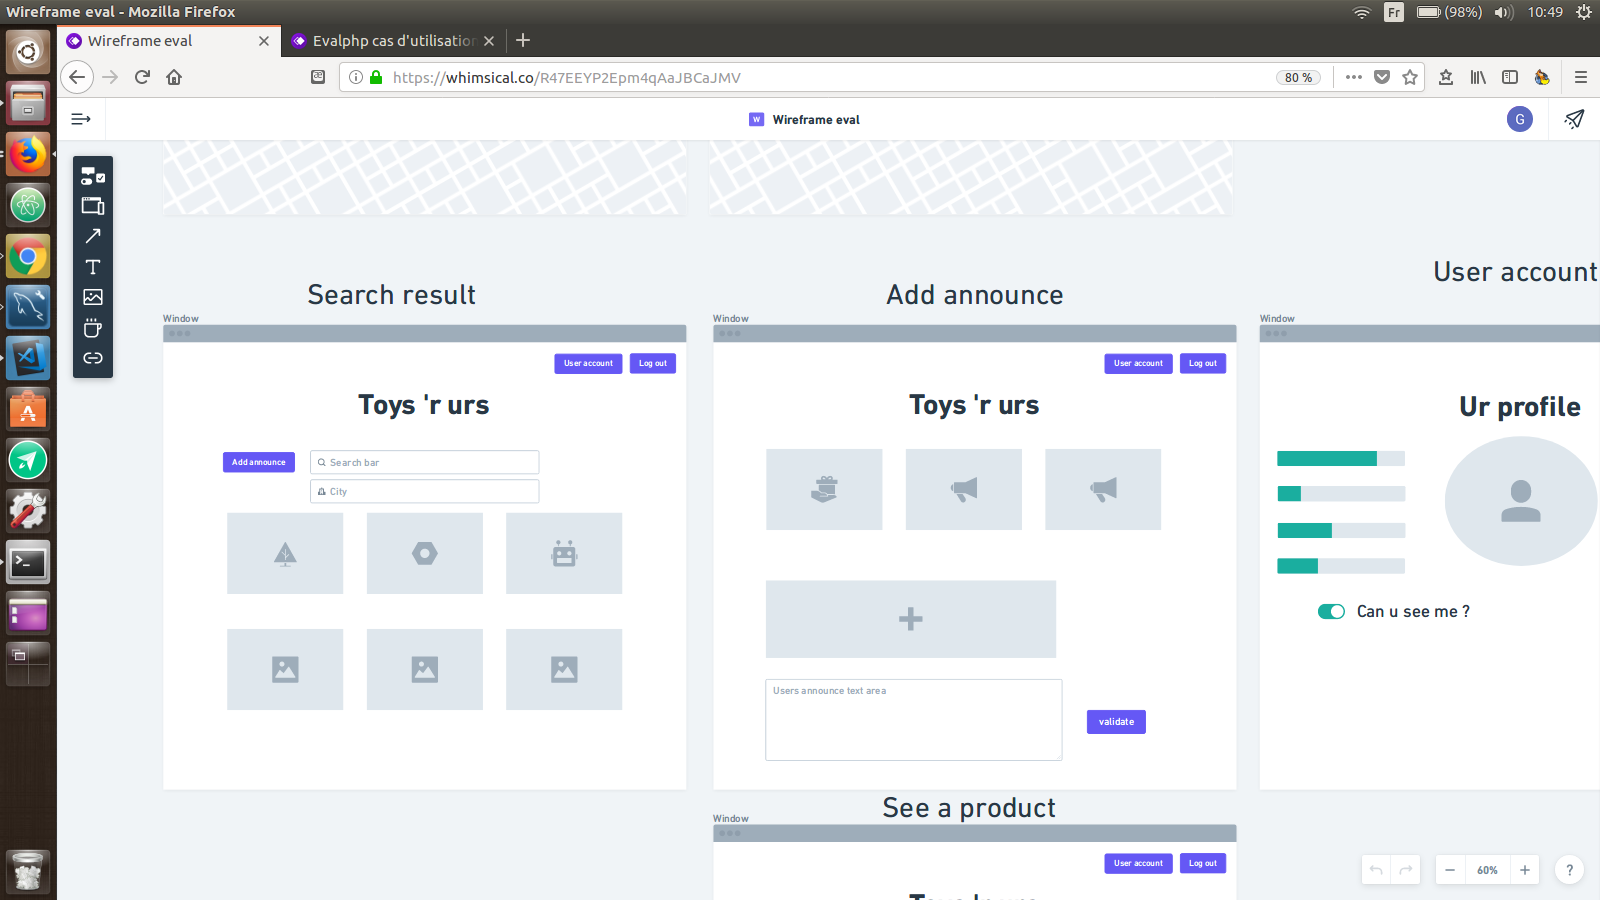 Wireframe eval - Mozilla Firefox
Fr
(98%)
10:49
Wireframe eval
Evalphp cas d'utilisation
https://whimsical.co/R47EEYP2Epm4qAaJBCaJMV
80 %
W
Wireframe eval
G
Search result
Add announce
User account
Window
Window
Window
User account
Log out
User account
Log out
Toys 'r urs
Toys 'r urs
Ur profile
Add announce
Search bar
City
Can u see me ?
Users announce text area
validate
See a product
Window
User account
Log out
60%
?